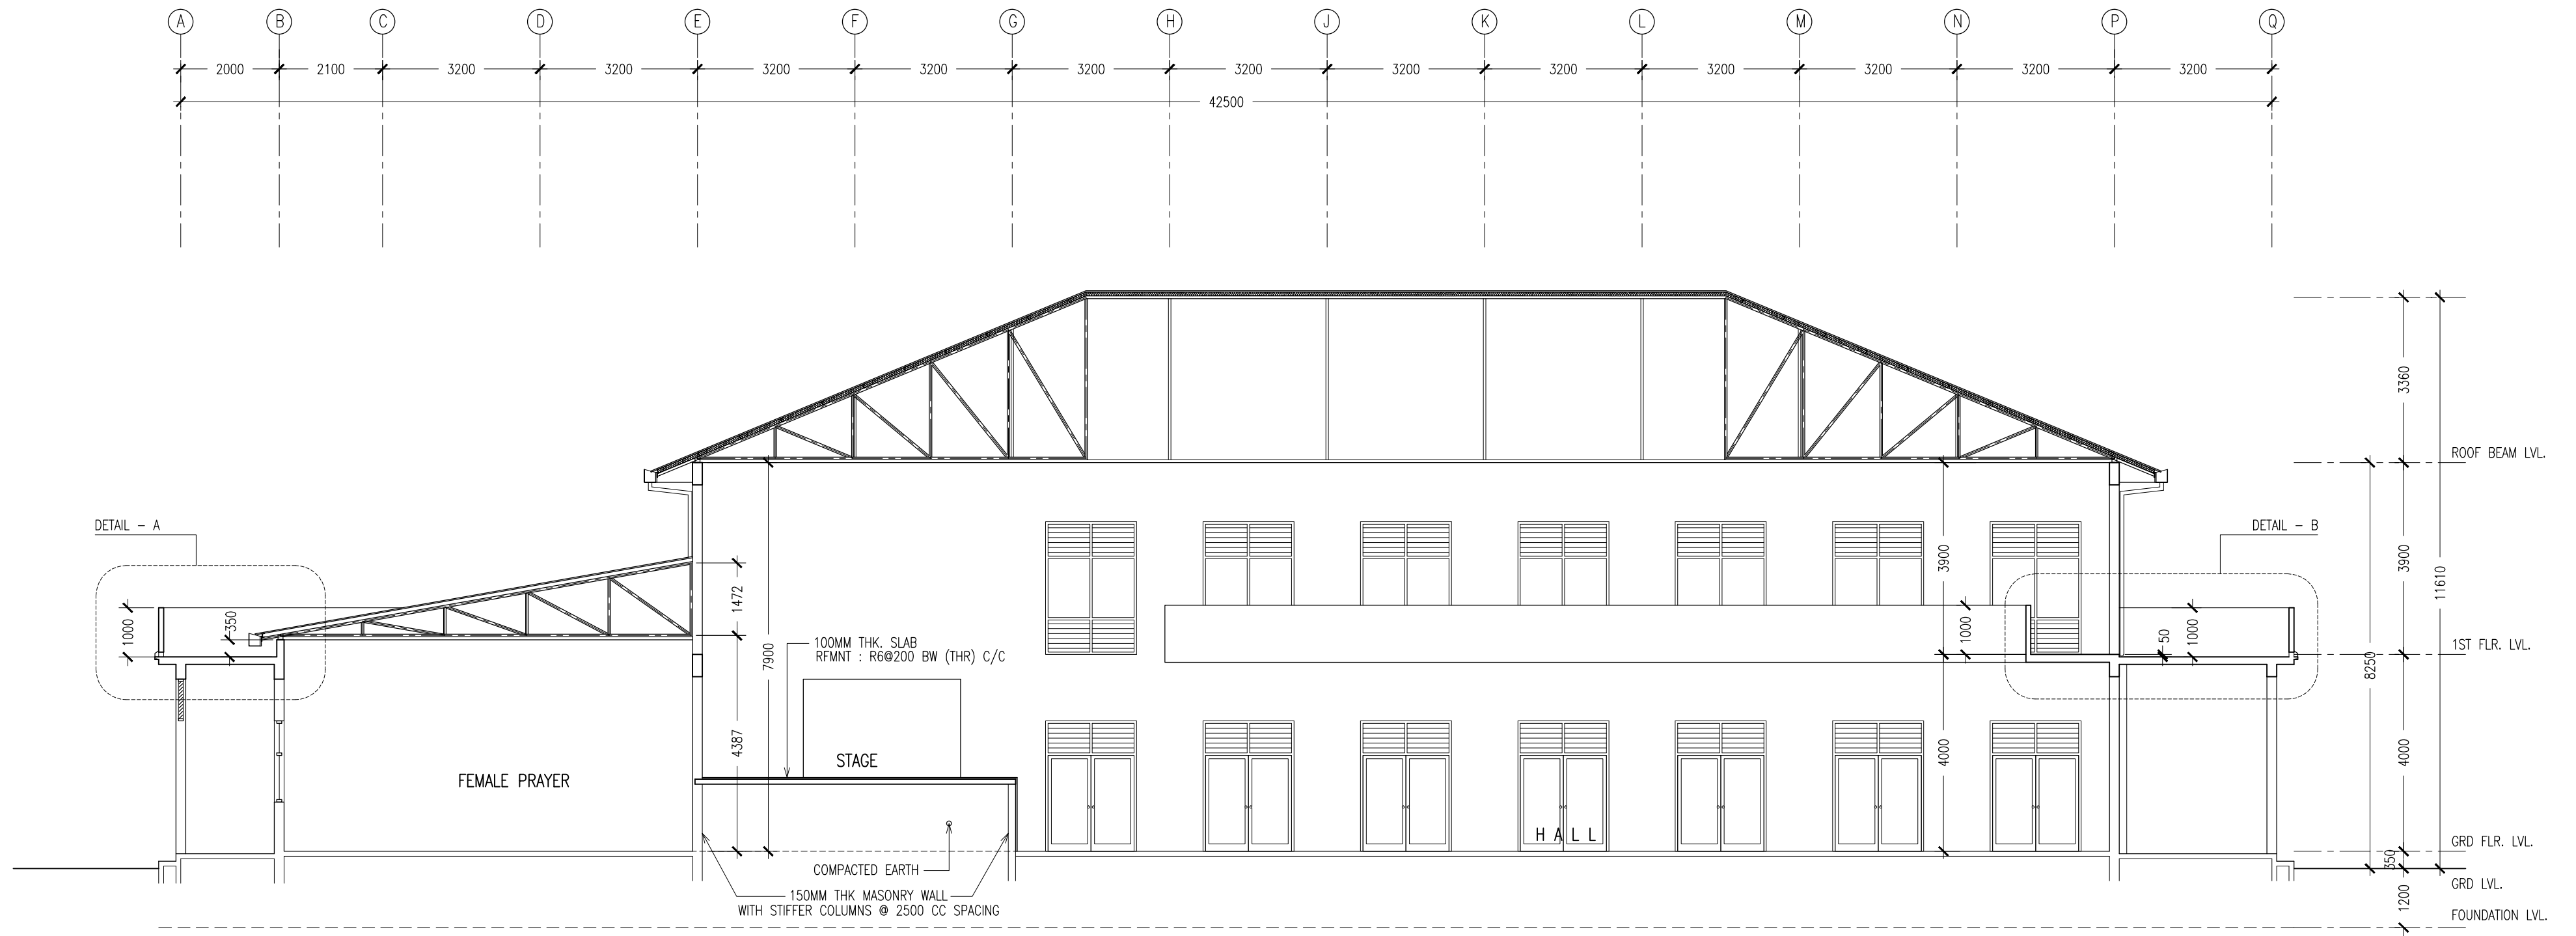 A B C D E F G H J K L M N P Q
2000 2100 3200 3200 3200 3200 3200 3200 3200 3200 3200 3200 3200 3200
42500
3360
ROOF BEAM LVL.
DETAIL - A
DETAIL - B
3900
3900
11610
1472
1000
350
1000
50
1000
1ST FLR. LVL.
100MM THK. SLAB
RFMNT : R6@200 BW (THR) C/C
7900
8250
4387
4000
4000
STAGE
FEMALE PRAYER
HALL
GRD FLR. LVL.
350
COMPACTED EARTH
GRD LVL.
150MM THK MASONRY WALL
WITH STIFFER COLUMNS @ 2500 CC SPACING
1200
FOUNDATION LVL.